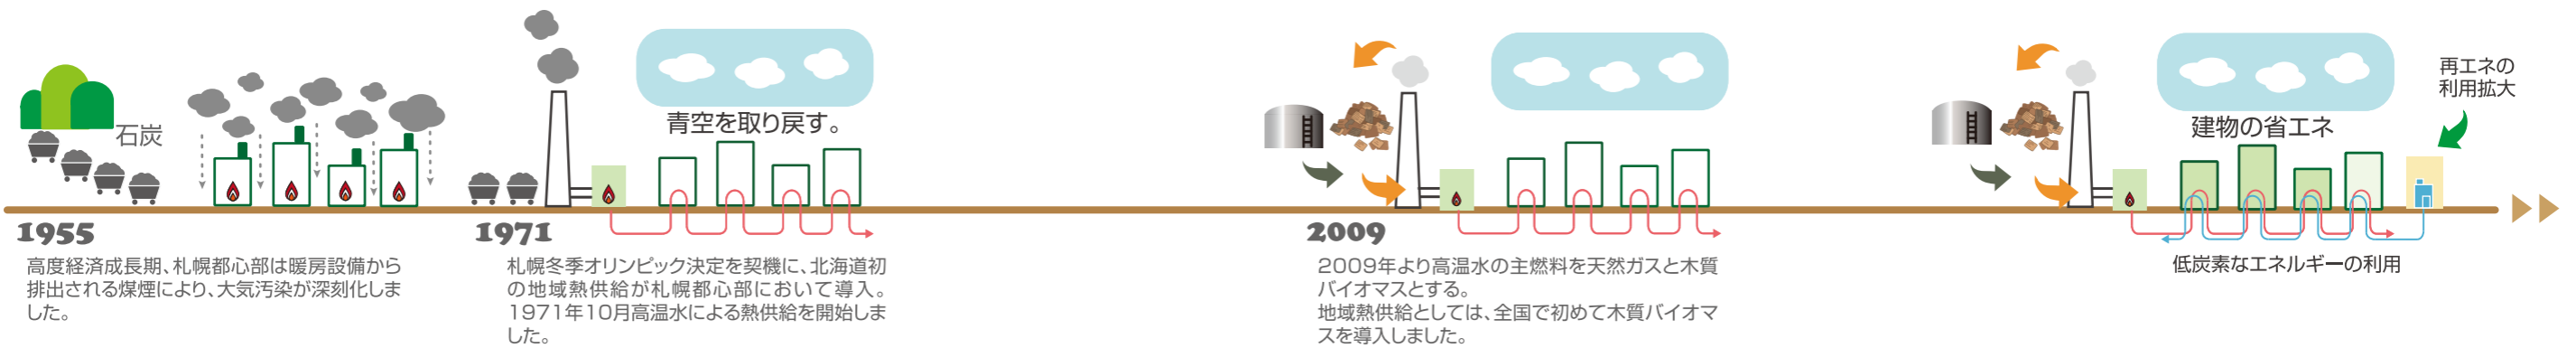 石炭
1955
高度経済成長期、札幌都心部は暖房設備から
排出される煤煙により、大気汚染が深刻化しま
した。
青空を取り戻す。
1971
札幌冬季オリンピック決定を契機に、北海道初
の地域熱供給が札幌都心部において導入。
1971年10月高温水による熱供給を開始しま
した。
2009
2009年より高温水の主燃料を天然ガスと木質
バイオマスとする。
地域熱供給としては、全国で初めて木質バイオマ
スを導入しました。
建物の省エネ
再エネの
利用拡大
低炭素なエネルギーの利用